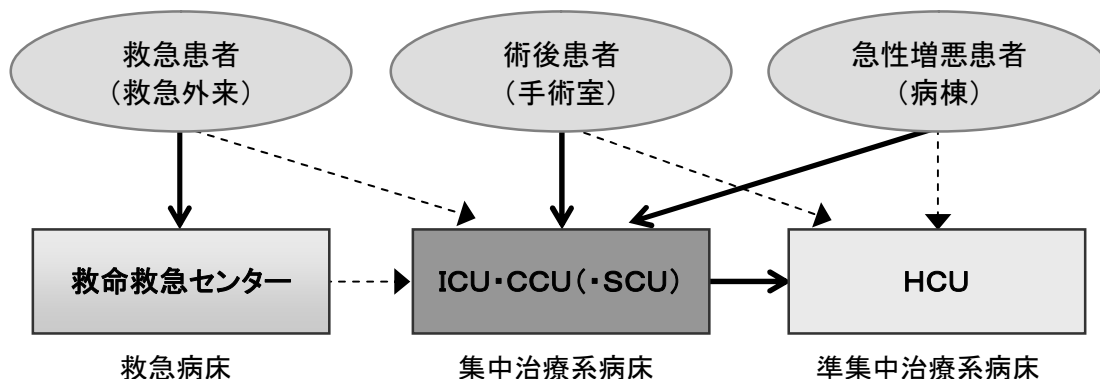 救急患者
（救急外来）
術後患者
（手術室）
急性増悪患者
（病棟）
救命救急センター
ICU・CCU（・SCU）
HCU
救急病床
集中治療系病床
準集中治療系病床